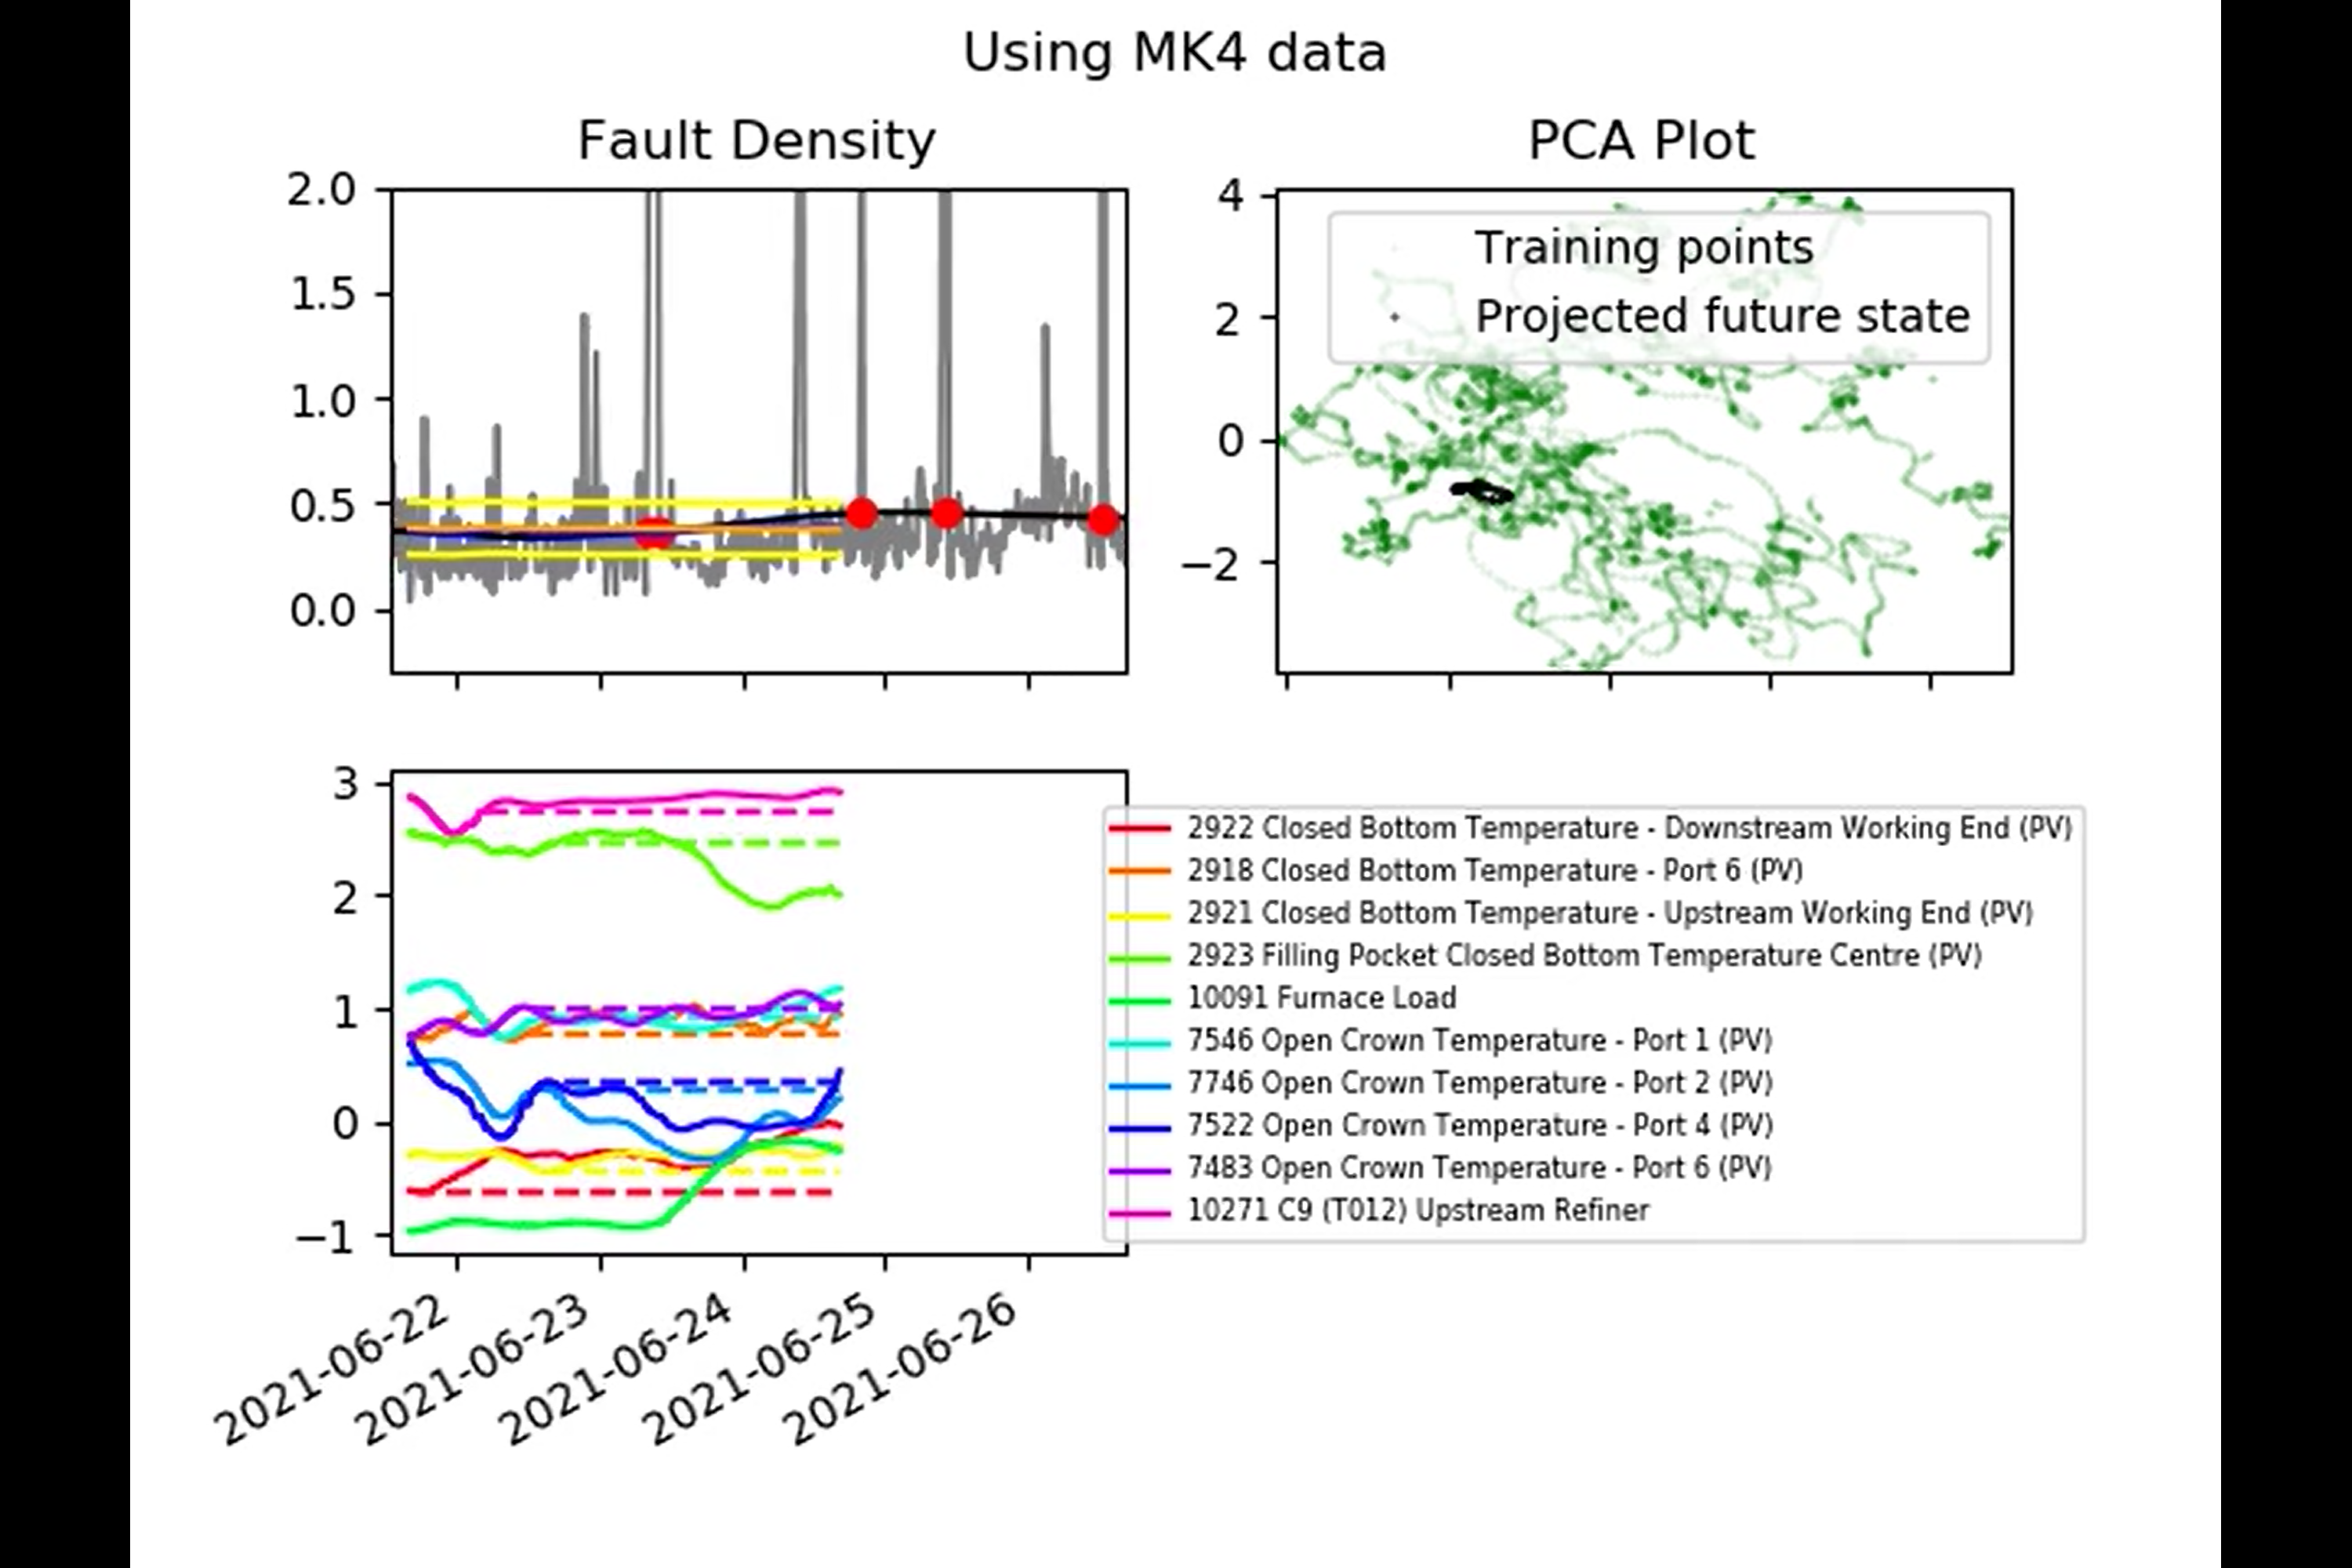 Using MK4 data
Fault Density
PCA Plot
2.0
1.5
1.0
0.5
0.0
4
2
0
−2
Training points
Projected future state
3
2
1
0
−1
2922 Closed Bottom Temperature - Downstream Working End (PV)
2918 Closed Bottom Temperature - Port 6 (PV)
2921 Closed Bottom Temperature - Upstream Working End (PV)
2923 Filling Pocket Closed Bottom Temperature Centre (PV)
10091 Furnace Load
7546 Open Crown Temperature - Port 1 (PV)
7746 Open Crown Temperature - Port 2 (PV)
7522 Open Crown Temperature - Port 4 (PV)
7483 Open Crown Temperature - Port 6 (PV)
10271 C9 (T012) Upstream Refiner
2021-06-22
2021-06-23
2021-06-24
2021-06-25
2021-06-26